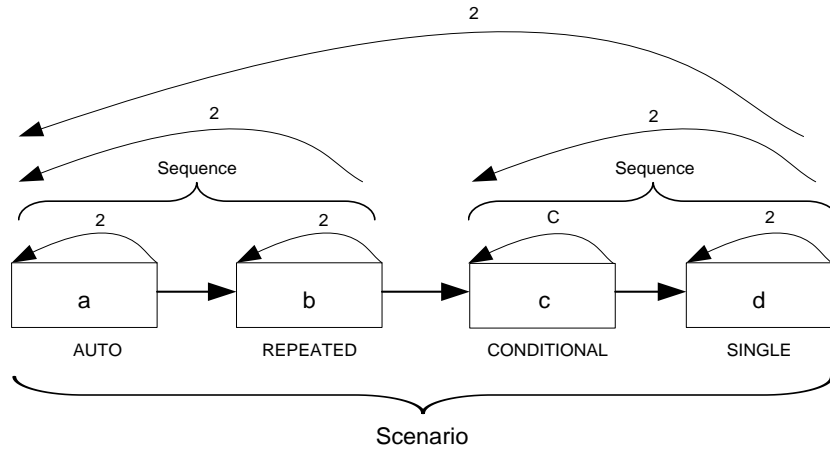 2
2
2
Sequence
Sequence
2
2
C
2
a
b
c
d
AUTO
REPEATED
CONDITIONAL
SINGLE
Scenario